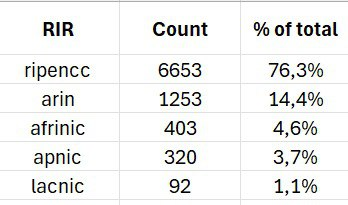 RIR Count % of total
ripencc 6653 76,3%
arin 1253 14,4%
afrinic 403 4,6%
apnic 320 3,7%
lacnic 92 1,1%